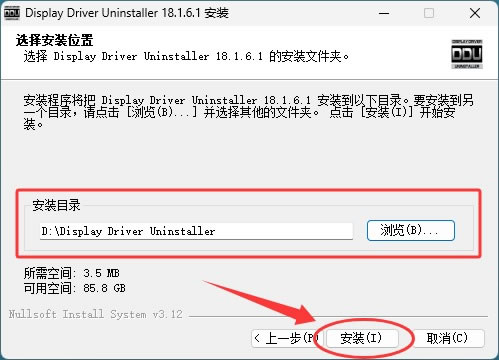 Display Driver Uninstaller 18.1.6.1 安装
选择安装位置
选择 Display Driver Uninstaller 18.1.6.1 的安装文件夹。
DISPLAY DRIVER
DDU
UNINSTALLER
安装程序将把 Display Driver Uninstaller 18.1.6.1 安装到以下目录。要安装到另
一个目录，请点击 [浏览(B)...] 并选择其他的文件夹。 点击 [安装(I)] 开始安
装。
安装目录
D:\Display Driver Uninstaller
浏览(B)...
所需空间: 3.5 MB
可用空间: 85.8 GB
Nullsoft Install System v3.12
< 上一步(P)
安装(I)
取消(C)